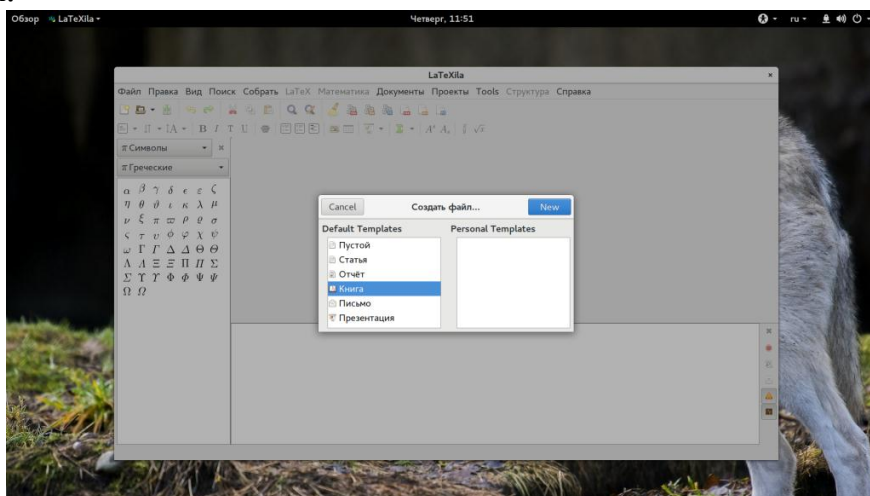 Обзор LaTeXila
Четверг, 11:51
ru
LaTeXila
Файл Правка Вид Поиск Собрать LaTeX Математика Документы Проекты Tools Структура Справка
B I T U
π Символы
π Греческие
α β γ δ ϵ ε ζ
η θ ϑ ι κ λ μ
ν ξ π ϖ ρ ϱ σ
ς τ υ ϕ φ χ ψ
ω Γ Γ Δ Δ Θ Θ
Λ Λ Ξ Ξ Π Π Σ
Σ Υ Υ Φ Φ Ψ Ψ
Ω Ω
Cancel Создать файл... New
Default Templates Personal Templates
Пустой
Статья
Отчёт
Книга
Письмо
Презентация